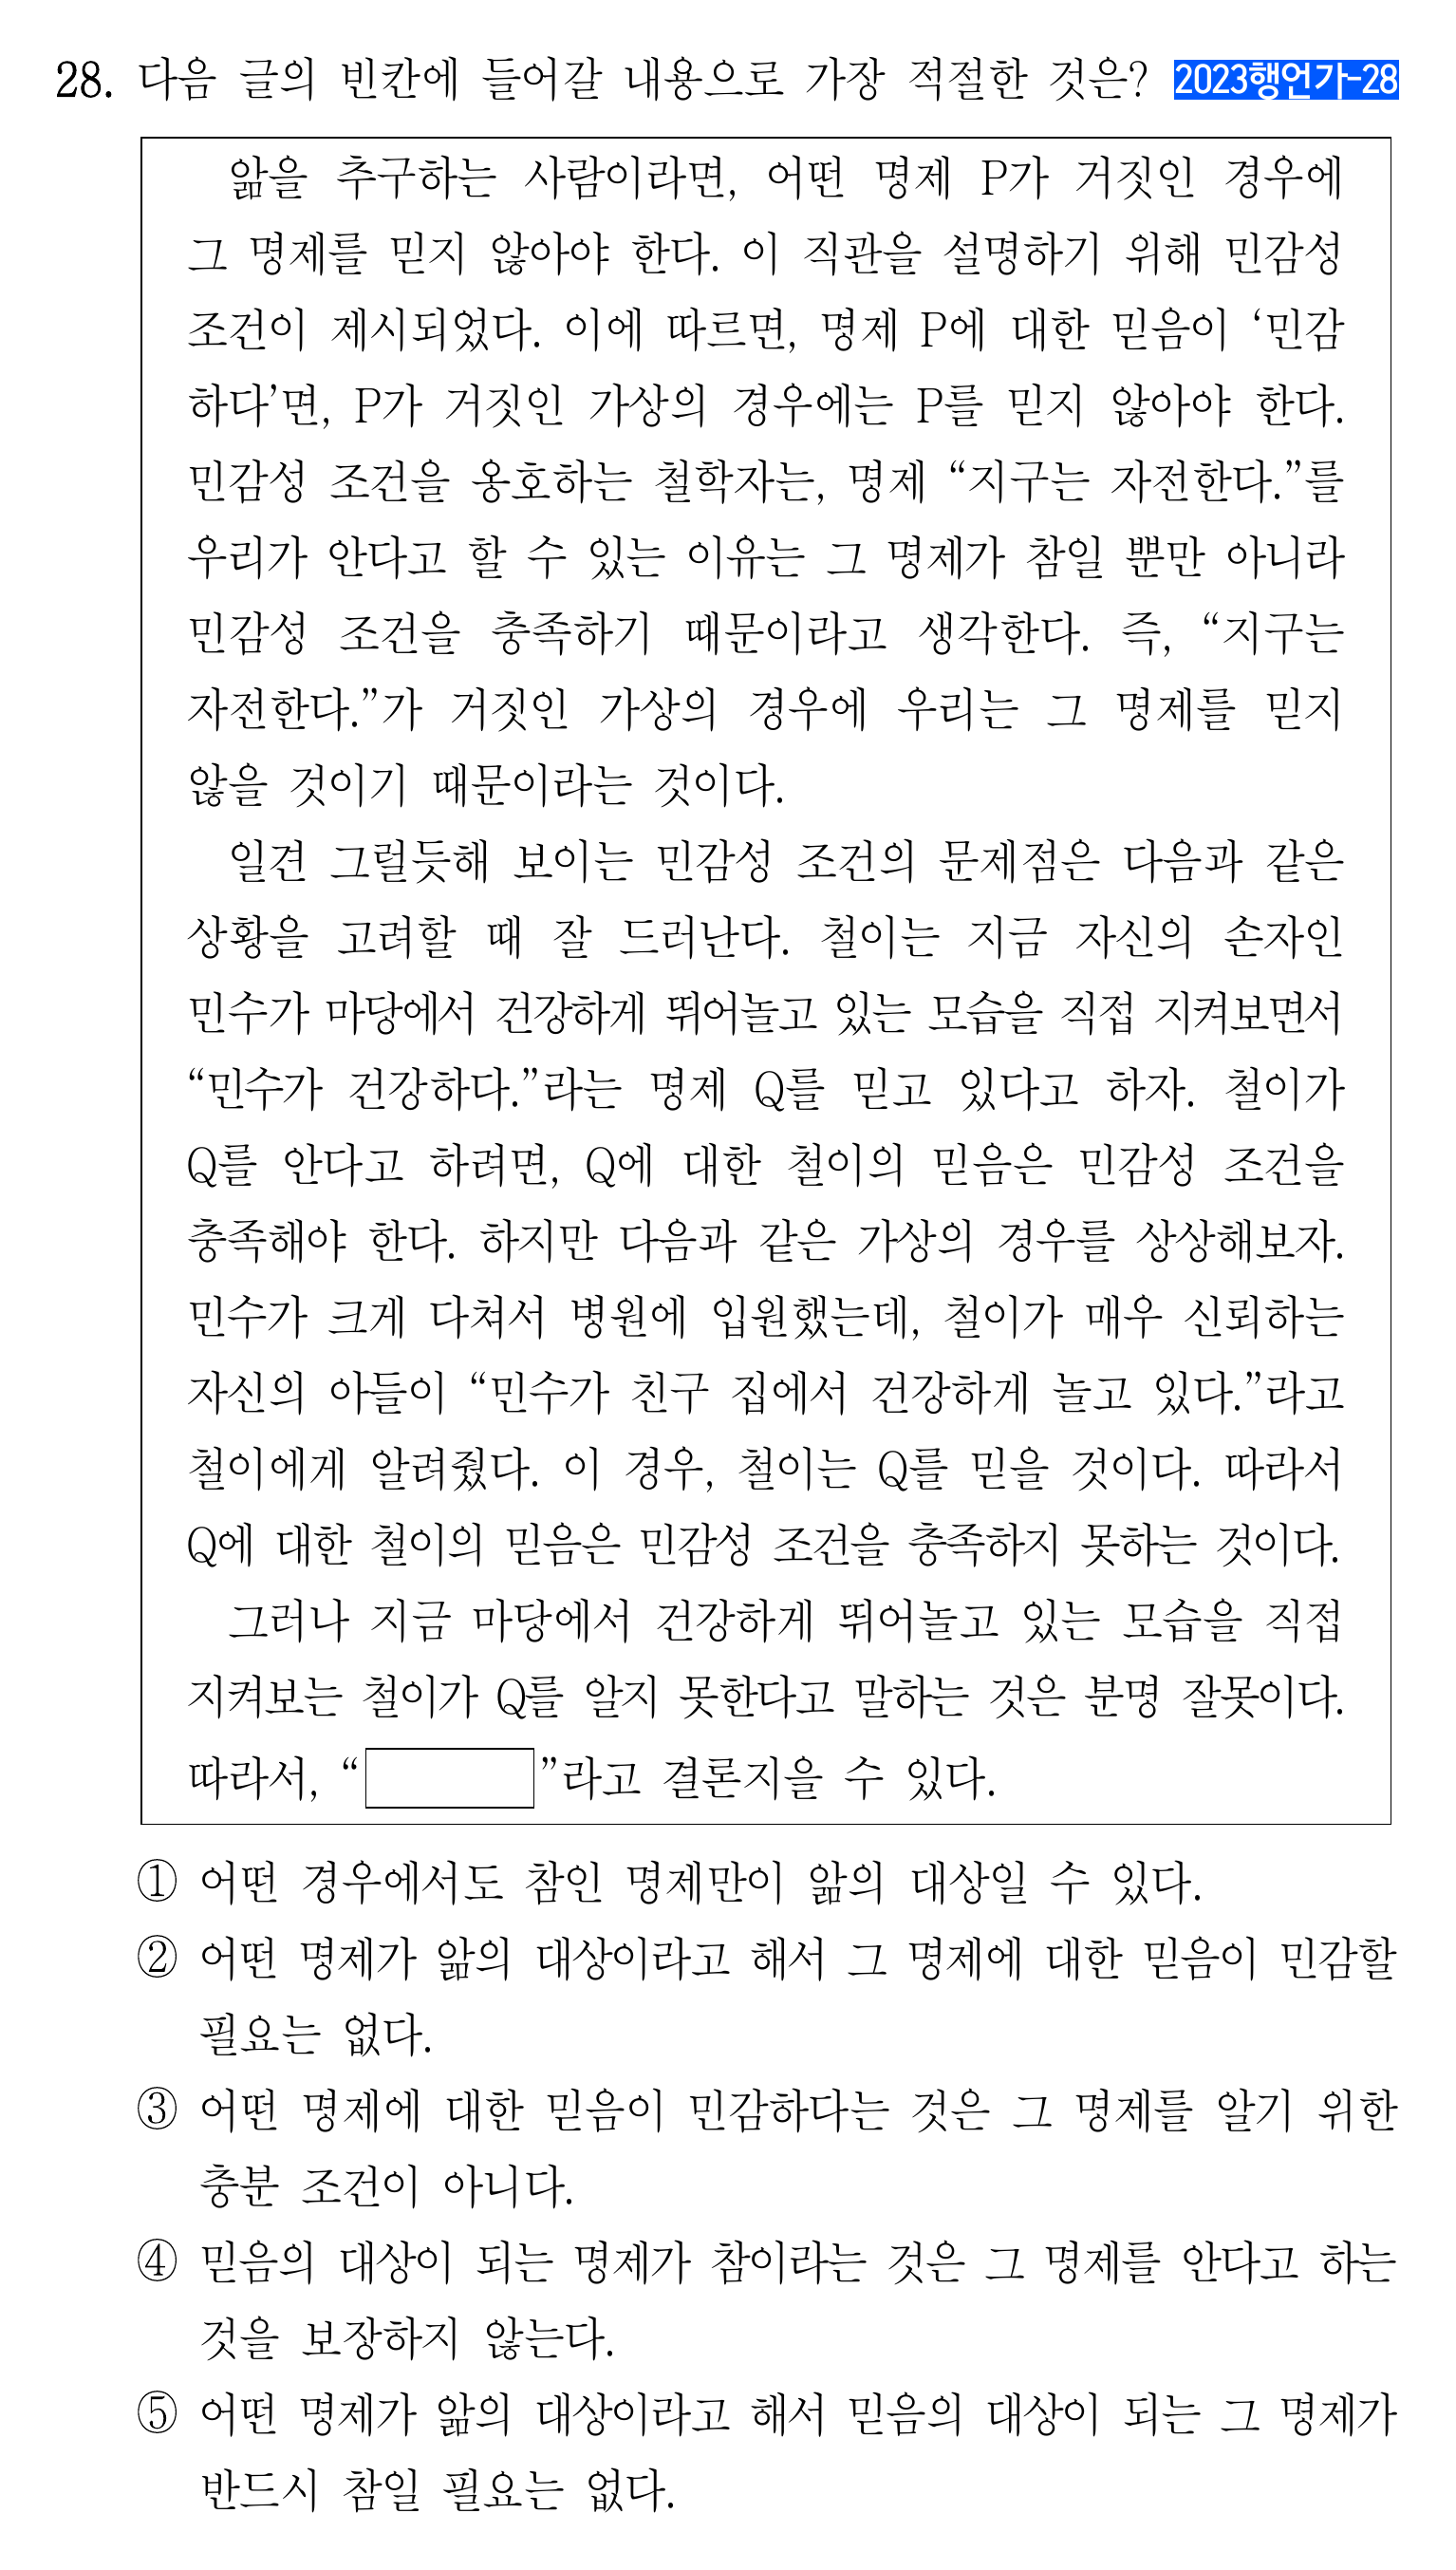 28. 다음 글의 빈칸에 들어갈 내용으로 가장 적절한 것은? 2023행언가-28
앎을 추구하는 사람이라면, 어떤 명제 P가 거짓인 경우에
그 명제를 믿지 않아야 한다. 이 직관을 설명하기 위해 민감성
조건이 제시되었다. 이에 따르면, 명제 P에 대한 믿음이 ‘민감
하다’면, P가 거짓인 가상의 경우에는 P를 믿지 않아야 한다.
민감성 조건을 옹호하는 철학자는, 명제 “지구는 자전한다.”를
우리가 안다고 할 수 있는 이유는 그 명제가 참일 뿐만 아니라
민감성 조건을 충족하기 때문이라고 생각한다. 즉, “지구는
자전한다.”가 거짓인 가상의 경우에 우리는 그 명제를 믿지
않을 것이기 때문이라는 것이다.
일견 그럴듯해 보이는 민감성 조건의 문제점은 다음과 같은
상황을 고려할 때 잘 드러난다. 철이는 지금 자신의 손자인
민수가 마당에서 건강하게 뛰어놀고 있는 모습을 직접 지켜보면서
“민수가 건강하다.”라는 명제 Q를 믿고 있다고 하자. 철이가
Q를 안다고 하려면, Q에 대한 철이의 믿음은 민감성 조건을
충족해야 한다. 하지만 다음과 같은 가상의 경우를 상상해보자.
민수가 크게 다쳐서 병원에 입원했는데, 철이가 매우 신뢰하는
자신의 아들이 “민수가 친구 집에서 건강하게 놀고 있다.”라고
철이에게 알려줬다. 이 경우, 철이는 Q를 믿을 것이다. 따라서
Q에 대한 철이의 믿음은 민감성 조건을 충족하지 못하는 것이다.
그러나 지금 마당에서 건강하게 뛰어놀고 있는 모습을 직접
지켜보는 철이가 Q를 알지 못한다고 말하는 것은 분명 잘못이다.
따라서, “          ”라고 결론지을 수 있다.
① 어떤 경우에서도 참인 명제만이 앎의 대상일 수 있다.
② 어떤 명제가 앎의 대상이라고 해서 그 명제에 대한 믿음이 민감할
필요는 없다.
③ 어떤 명제에 대한 믿음이 민감하다는 것은 그 명제를 알기 위한
충분 조건이 아니다.
④ 믿음의 대상이 되는 명제가 참이라는 것은 그 명제를 안다고 하는
것을 보장하지 않는다.
⑤ 어떤 명제가 앎의 대상이라고 해서 믿음의 대상이 되는 그 명제가
반드시 참일 필요는 없다.